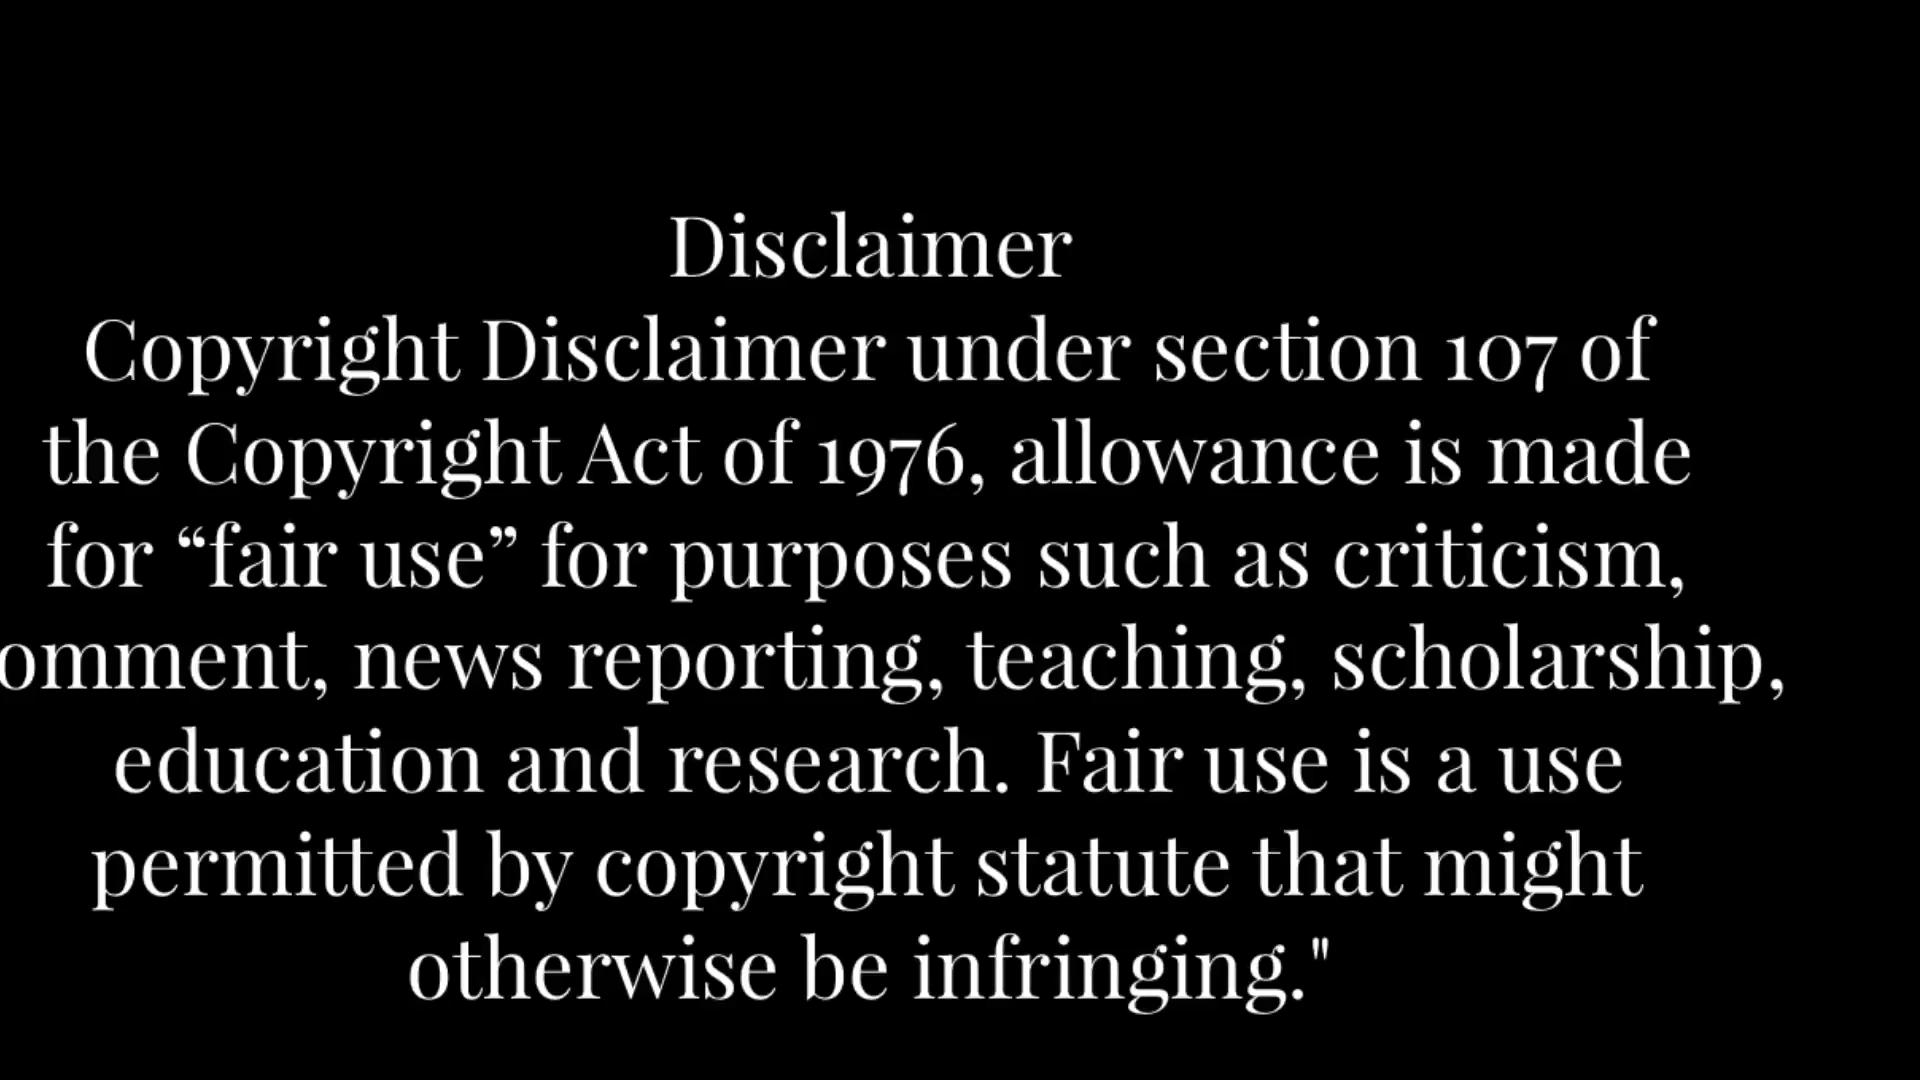 Disclaimer
Copyright Disclaimer under section 107 of
the Copyright Act of 1976, allowance is made
for “fair use” for purposes such as criticism,
omment, news reporting, teaching, scholarship,
education and research. Fair use is a use
permitted by copyright statute that might
otherwise be infringing."